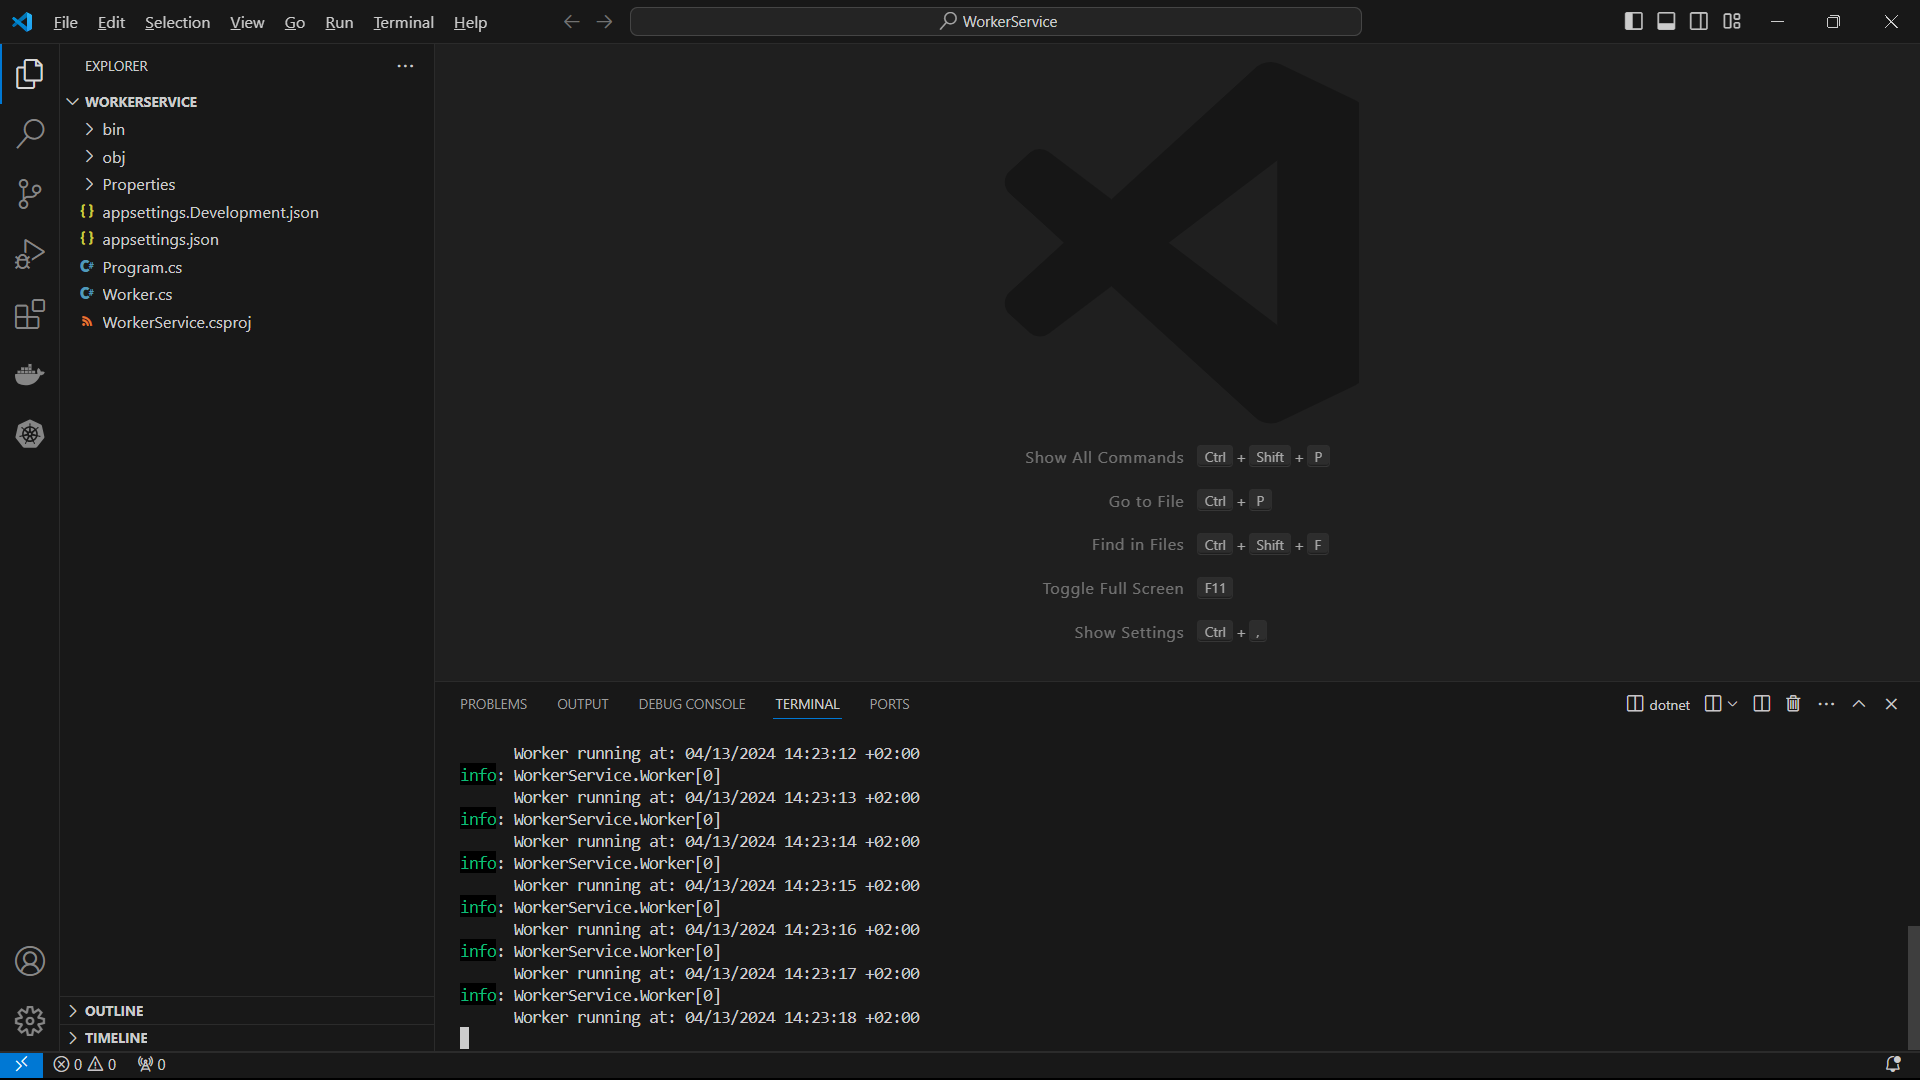 File Edit Selection View Go Run Terminal Help
WorkerService
EXPLORER
WORKERSERVICE
bin
obj
Properties
{} appsettings.Development.json
{} appsettings.json
C# Program.cs
C# Worker.cs
WorkerService.csproj
OUTLINE
TIMELINE
Show All Commands Ctrl + Shift + P
Go to File Ctrl + P
Find in Files Ctrl + Shift + F
Toggle Full Screen F11
Show Settings Ctrl + ,
PROBLEMS OUTPUT DEBUG CONSOLE TERMINAL PORTS
dotnet
Worker running at: 04/13/2024 14:23:12 +02:00
info: WorkerService.Worker[0]
Worker running at: 04/13/2024 14:23:13 +02:00
info: WorkerService.Worker[0]
Worker running at: 04/13/2024 14:23:14 +02:00
info: WorkerService.Worker[0]
Worker running at: 04/13/2024 14:23:15 +02:00
info: WorkerService.Worker[0]
Worker running at: 04/13/2024 14:23:16 +02:00
info: WorkerService.Worker[0]
Worker running at: 04/13/2024 14:23:17 +02:00
info: WorkerService.Worker[0]
Worker running at: 04/13/2024 14:23:18 +02:00
0 0 0